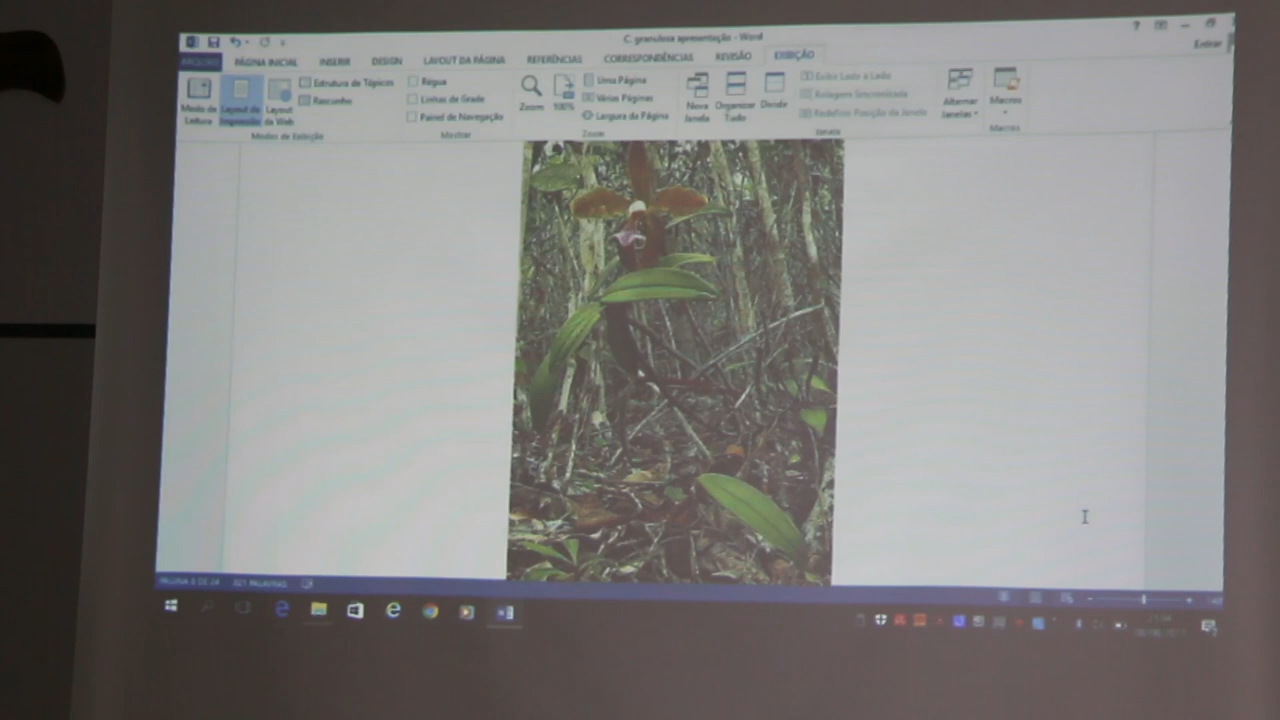 C. granulosa apresentação - Word
Entrar
ARQUIVO PÁGINA INICIAL INSERIR DESIGN LAYOUT DA PÁGINA REFERÊNCIAS CORRESPONDÊNCIAS REVISÃO EXIBIÇÃO
Modo de Leitura
Layout de Impressão
Layout da Web
Estrutura de Tópicos
Rascunho
Modos de Exibição
Régua
Linhas de Grade
Painel de Navegação
Mostrar
Zoom
100%
Uma Página
Várias Páginas
Largura da Página
Zoom
Nova Janela
Organizar Tudo
Dividir
Exibir Lado a Lado
Rolagem Sincronizada
Redefinir Posição da Janela
Janela
Alternar Janelas
Macros
Macros
821 PALAVRAS